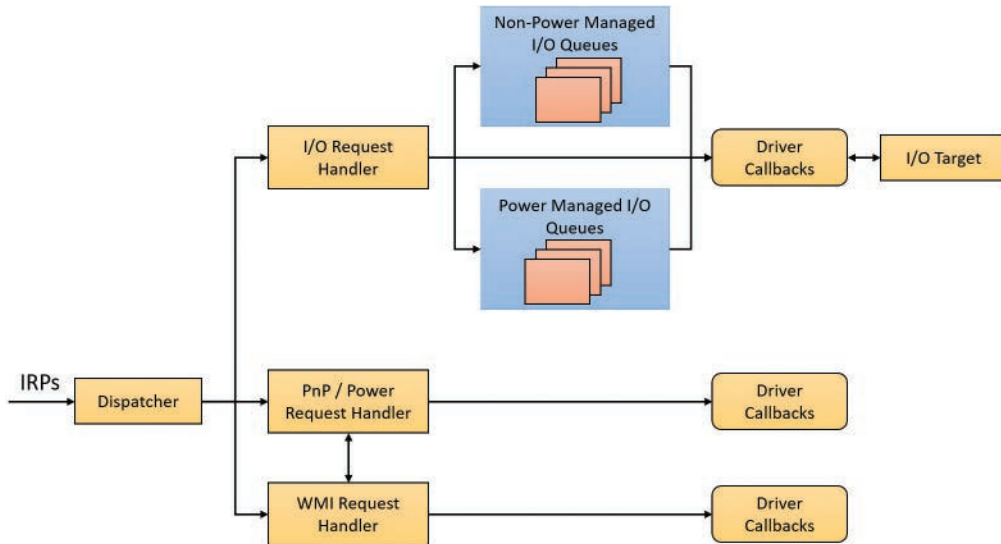 Non-Power Managed
I/O Queues
I/O Request
Handler
Driver
Callbacks
I/O Target
Power Managed I/O
Queues
IRPs
Dispatcher
PnP / Power
Request Handler
Driver
Callbacks
WMI Request
Handler
Driver
Callbacks